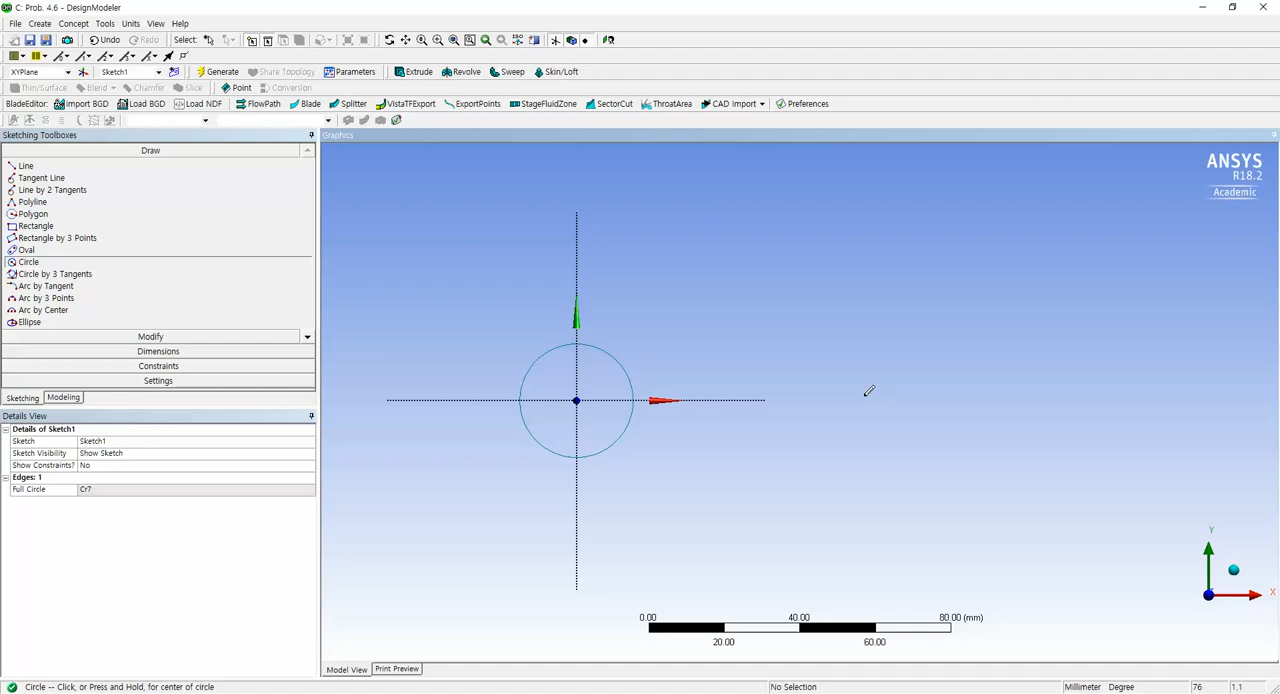 C: Prob. 4.6 - DesignModeler
File Create Concept Tools Units View Help
Undo Redo Select:
XYPlane Sketch1 Generate Share Topology Parameters Extrude Revolve Sweep Skin/Loft
Thin/Surface Blend Chamfer Slice Point Conversion
BladeEditor: Import BGD Load BGD Load NDF FlowPath Blade Splitter VistaTFExport ExportPoints StageFluidZone SectorCut ThroatArea CAD Import Preferences
Sketching Toolboxes Graphics
Draw
Line
Tangent Line
Line by 2 Tangents
Polyline
Polygon
Rectangle
Rectangle by 3 Points
Oval
Circle
Circle by 3 Tangents
Arc by Tangent
Arc by 3 Points
Arc by Center
Ellipse
Modify
Dimensions
Constraints
Settings
Sketching Modeling
Details View
Details of Sketch1
Sketch Sketch1
Sketch Visibility Show Sketch
Show Constraints? No
Edges: 1
Full Circle Cr7
ANSYS
R18.2
Academic
Y
X
0.00 40.00 80.00 (mm)
20.00 60.00
Model View Print Preview
Circle -- Click, or Press and Hold, for center of circle No Selection Millimeter Degree 76 1.1